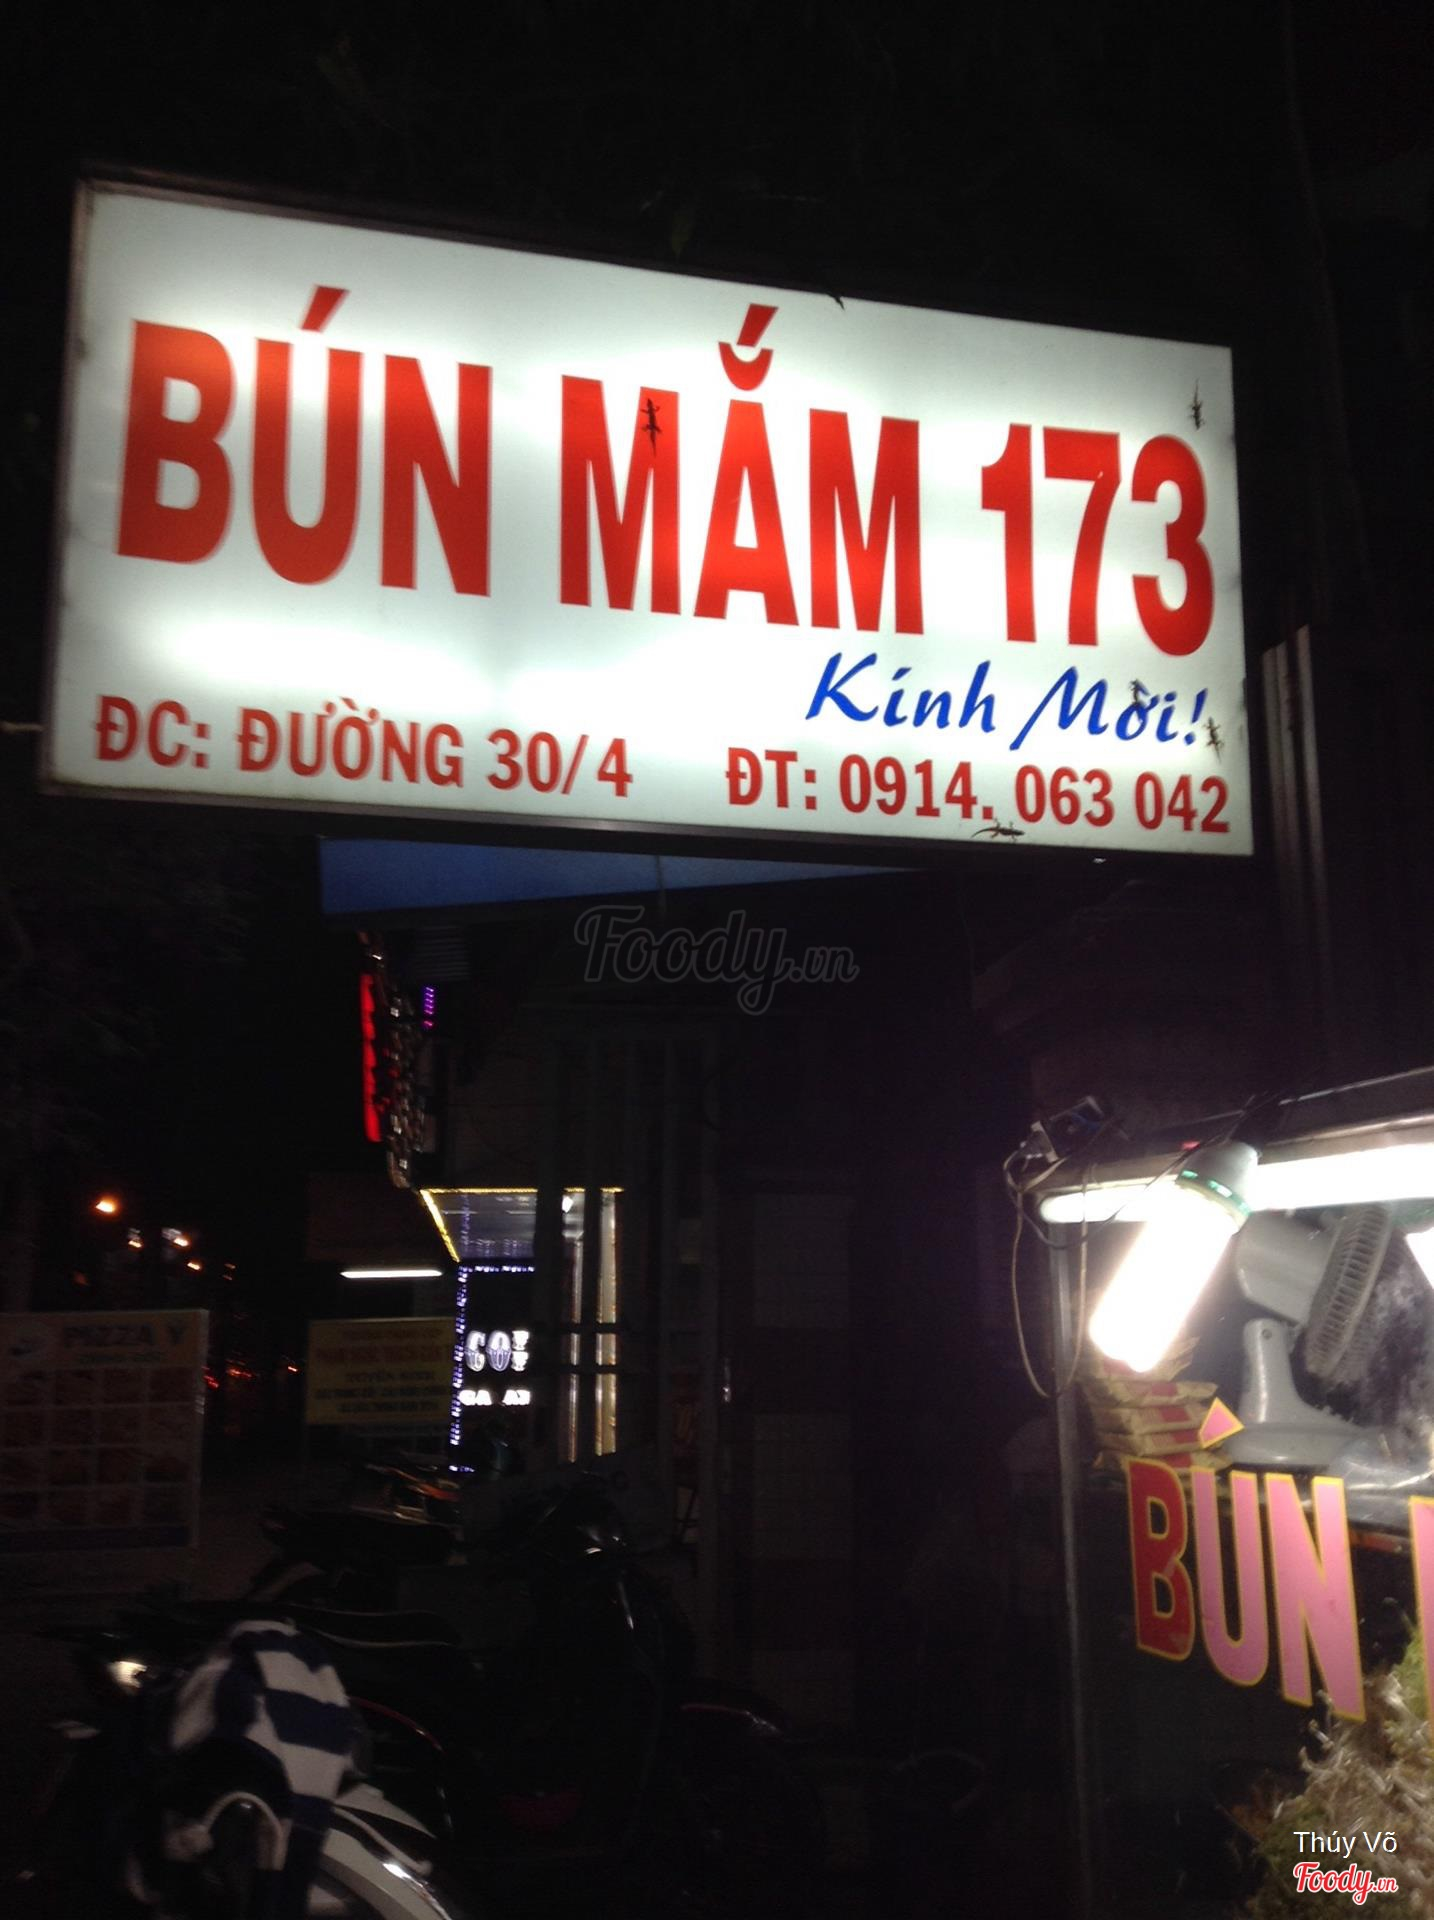 BÚN MẮM 173
Kính Mời!
ĐC: ĐƯỜNG 30/4 ĐT: 0914. 063 042
Foody.vn
PIZZA Ý
BUN
Thúy Võ
Foody.vn